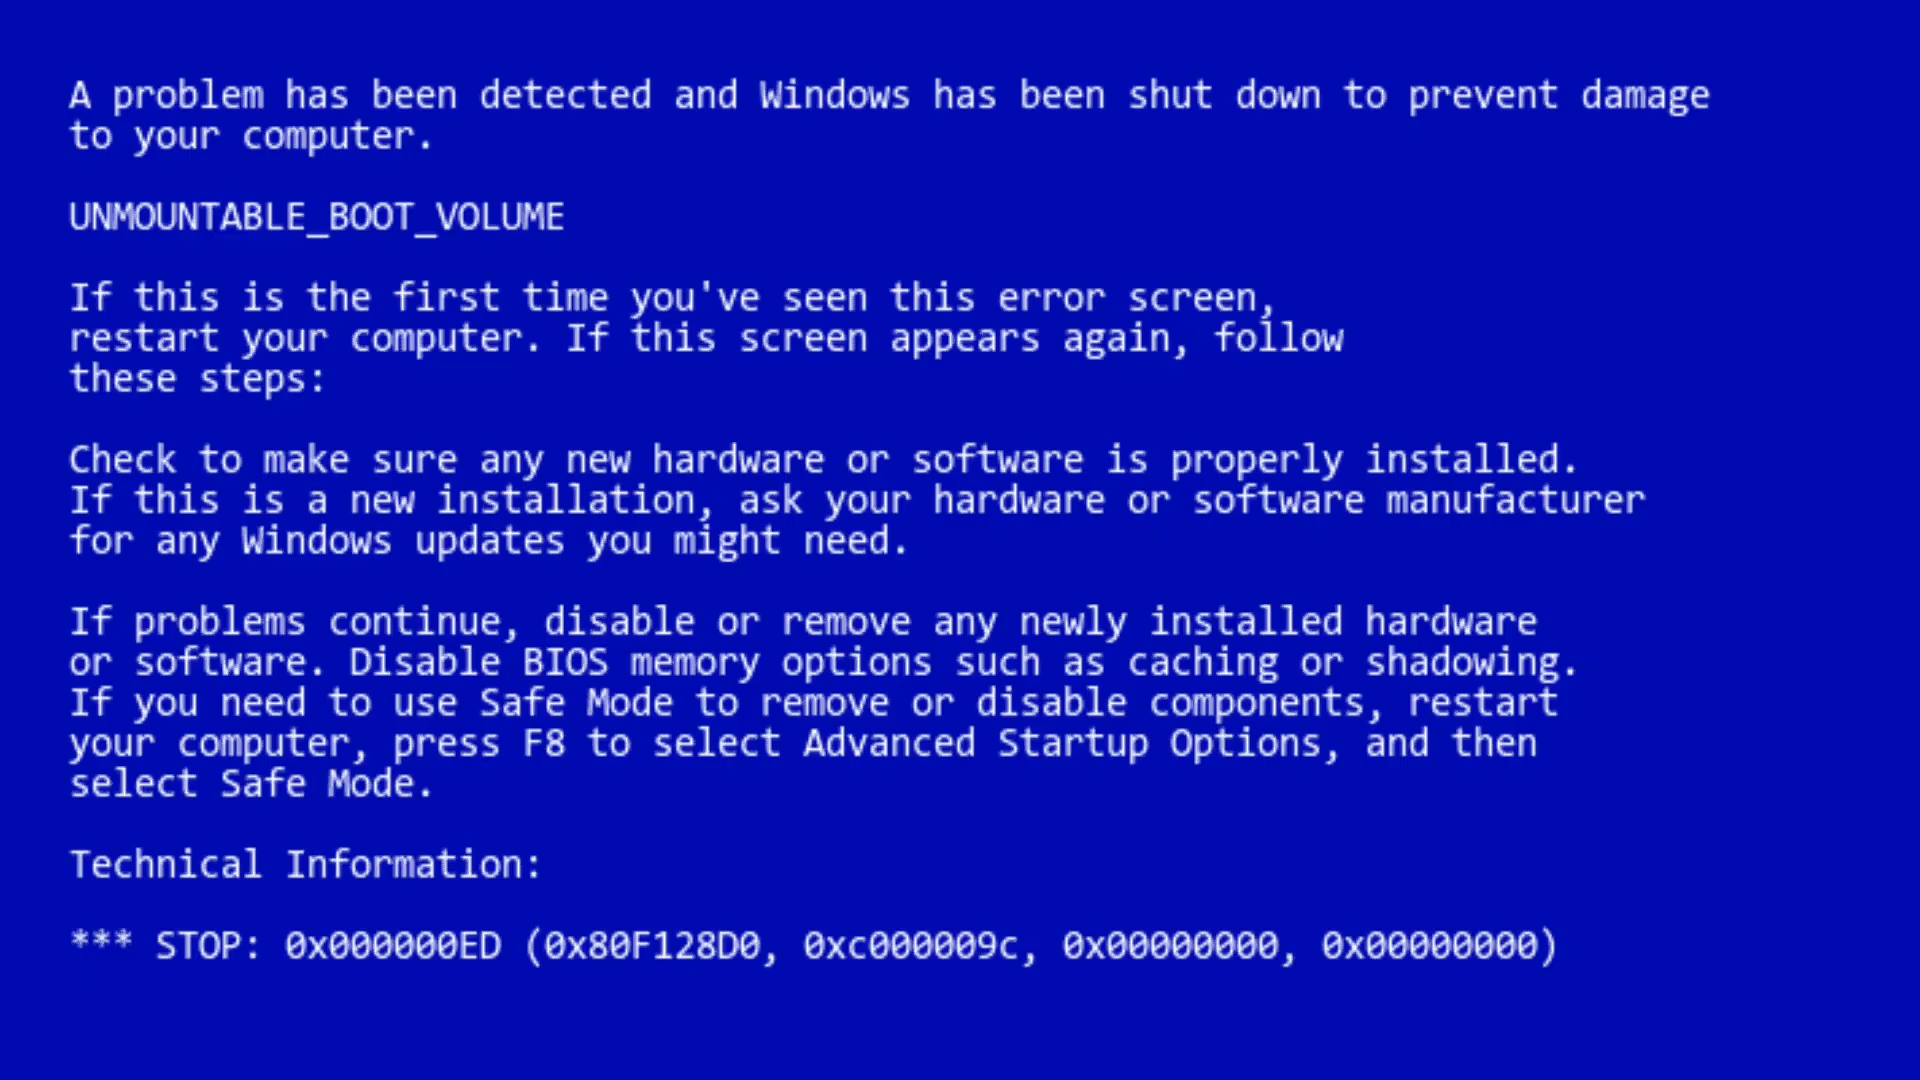 A problem has been detected and Windows has been shut down to prevent damage
to your computer.
UNMOUNTABLE_BOOT_VOLUME
If this is the first time you've seen this error screen,
restart your computer. If this screen appears again, follow
these steps:
Check to make sure any new hardware or software is properly installed.
If this is a new installation, ask your hardware or software manufacturer
for any Windows updates you might need.
If problems continue, disable or remove any newly installed hardware
or software. Disable BIOS memory options such as caching or shadowing.
If you need to use Safe Mode to remove or disable components, restart
your computer, press F8 to select Advanced Startup Options, and then
select Safe Mode.
Technical Information:
*** STOP: 0x000000ED (0x80F128D0, 0xc000009c, 0x00000000, 0x00000000)